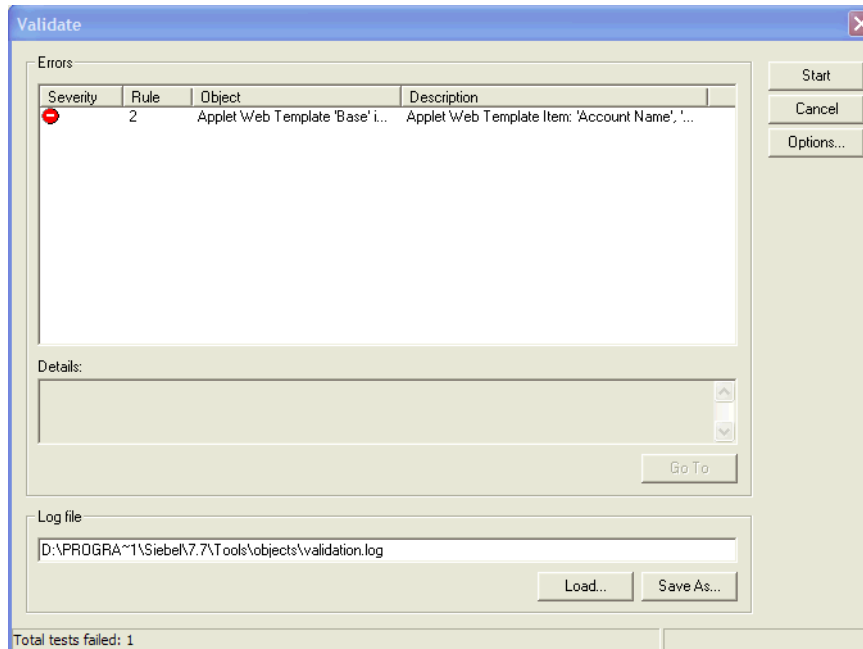 Validate
Errors
Start
Severity Rule Object Description
Cancel
2 Applet Web Template 'Base' i... Applet Web Template Item: 'Account Name', '...
Options...
Details:
Go To
Log file
D:\PROGRA~1\Siebel\7.7\Tools\objects\validation.log
Load... Save As...
Total tests failed: 1